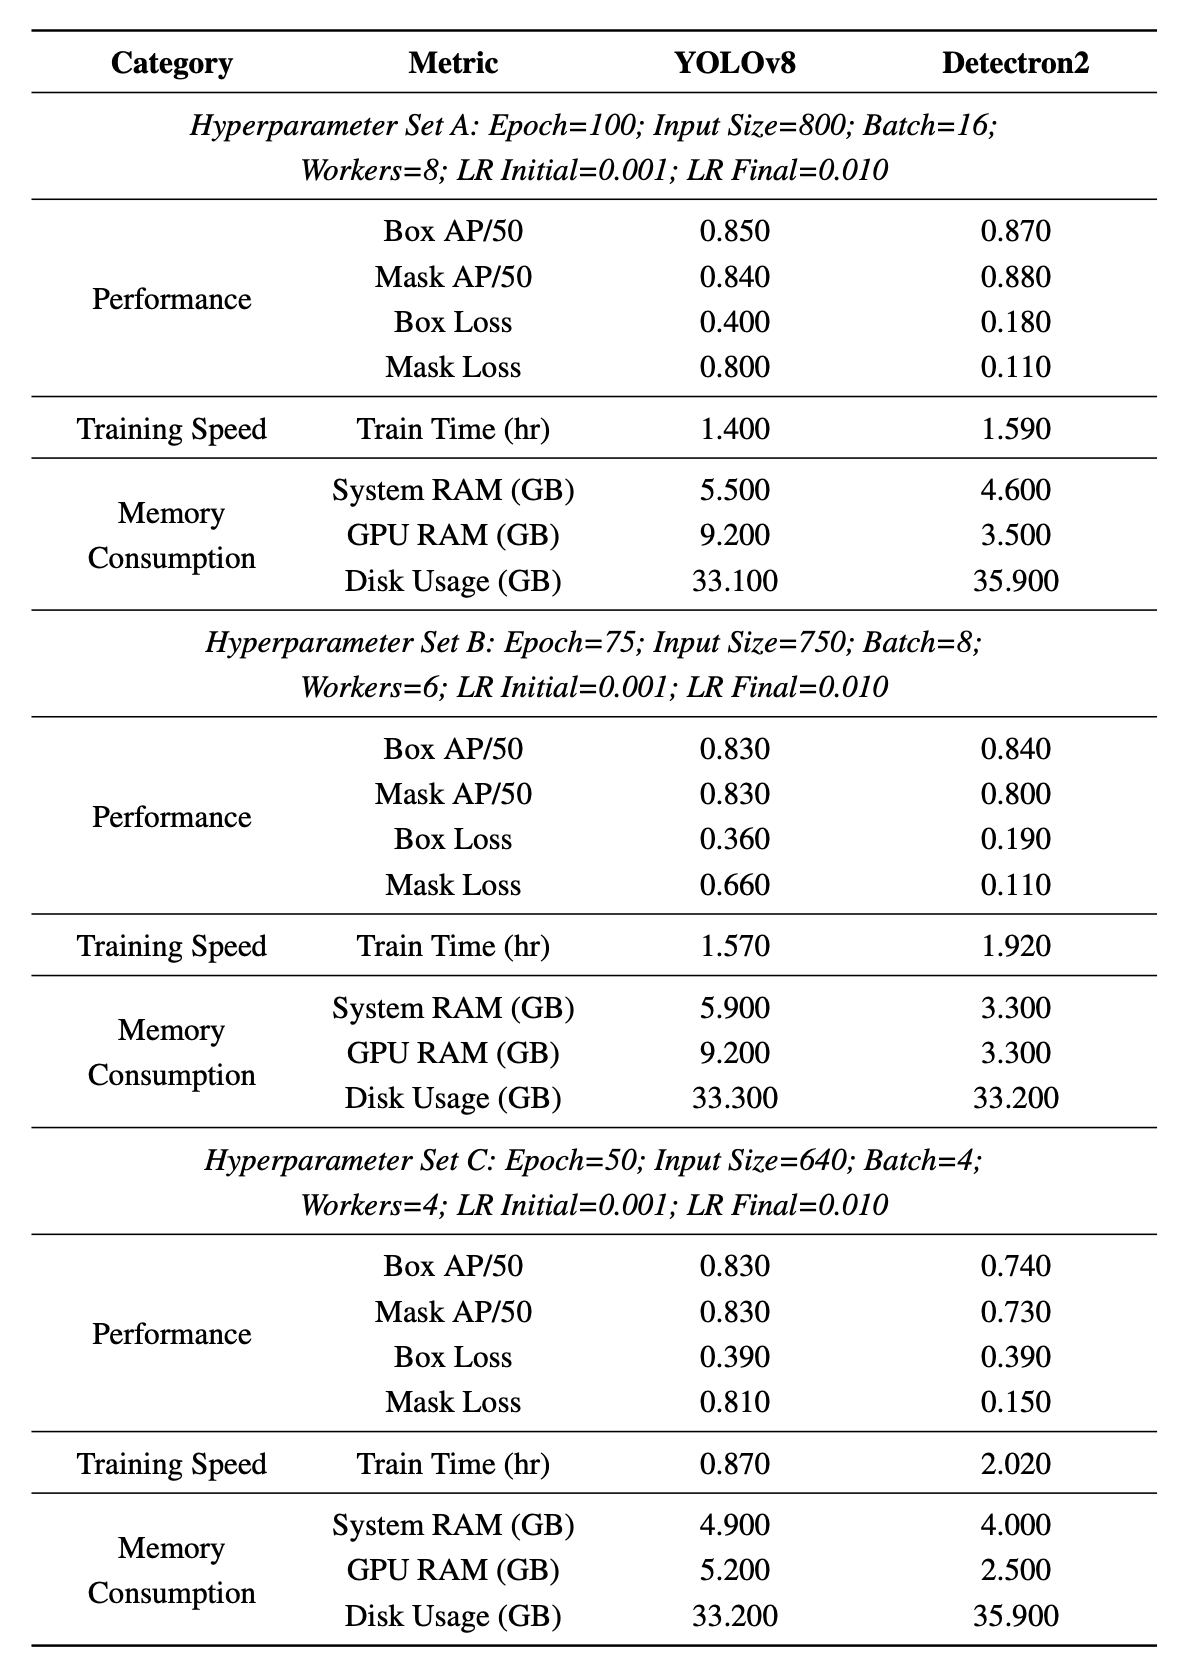 Category Metric YOLOv8 Detectron2
Hyperparameter Set A: Epoch=100; Input Size=800; Batch=16;
Workers=8; LR Initial=0.001; LR Final=0.010
Performance
Box AP/50 0.850 0.870
Mask AP/50 0.840 0.880
Box Loss 0.400 0.180
Mask Loss 0.800 0.110
Training Speed Train Time (hr) 1.400 1.590
Memory
Consumption
System RAM (GB) 5.500 4.600
GPU RAM (GB) 9.200 3.500
Disk Usage (GB) 33.100 35.900
Hyperparameter Set B: Epoch=75; Input Size=750; Batch=8;
Workers=6; LR Initial=0.001; LR Final=0.010
Performance
Box AP/50 0.830 0.840
Mask AP/50 0.830 0.800
Box Loss 0.360 0.190
Mask Loss 0.660 0.110
Training Speed Train Time (hr) 1.570 1.920
Memory
Consumption
System RAM (GB) 5.900 3.300
GPU RAM (GB) 9.200 3.300
Disk Usage (GB) 33.300 33.200
Hyperparameter Set C: Epoch=50; Input Size=640; Batch=4;
Workers=4; LR Initial=0.001; LR Final=0.010
Performance
Box AP/50 0.830 0.740
Mask AP/50 0.830 0.730
Box Loss 0.390 0.390
Mask Loss 0.810 0.150
Training Speed Train Time (hr) 0.870 2.020
Memory
Consumption
System RAM (GB) 4.900 4.000
GPU RAM (GB) 5.200 2.500
Disk Usage (GB) 33.200 35.900